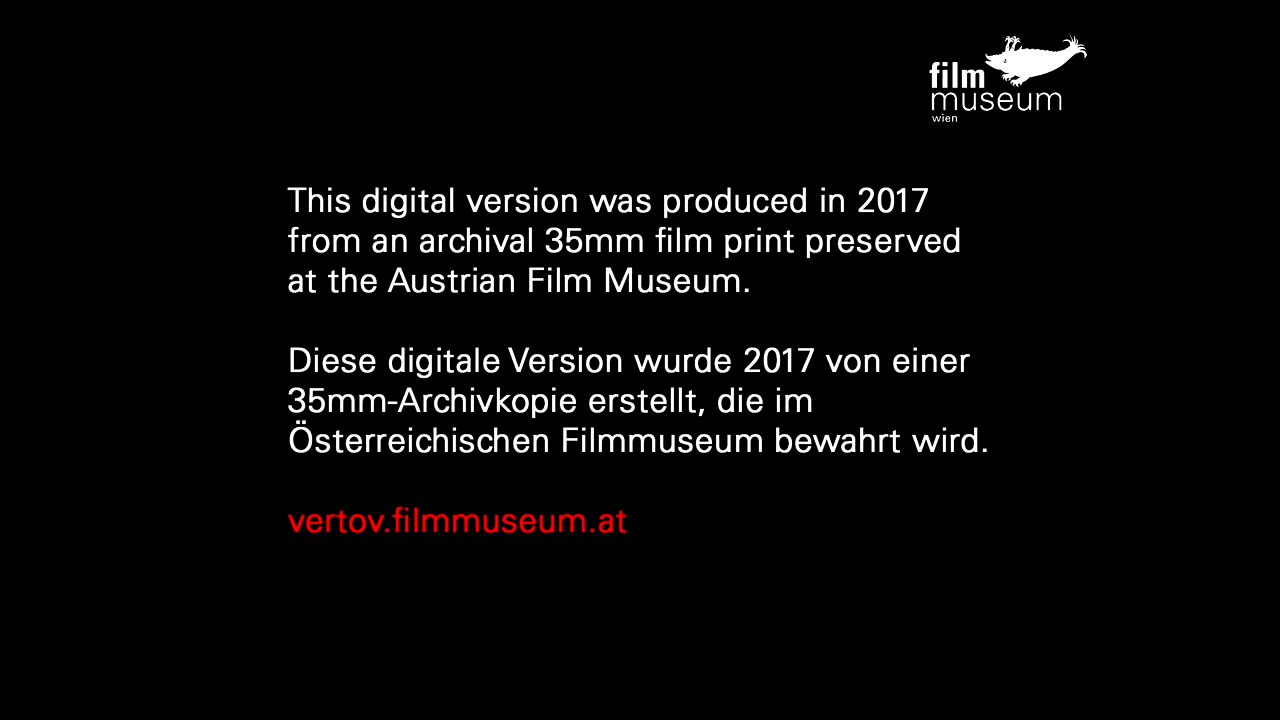 film
museum
wien
This digital version was produced in 2017
from an archival 35mm film print preserved
at the Austrian Film Museum.
Diese digitale Version wurde 2017 von einer
35mm-Archivkopie erstellt, die im
Österreichischen Filmmuseum bewahrt wird.
vertov.filmmuseum.at